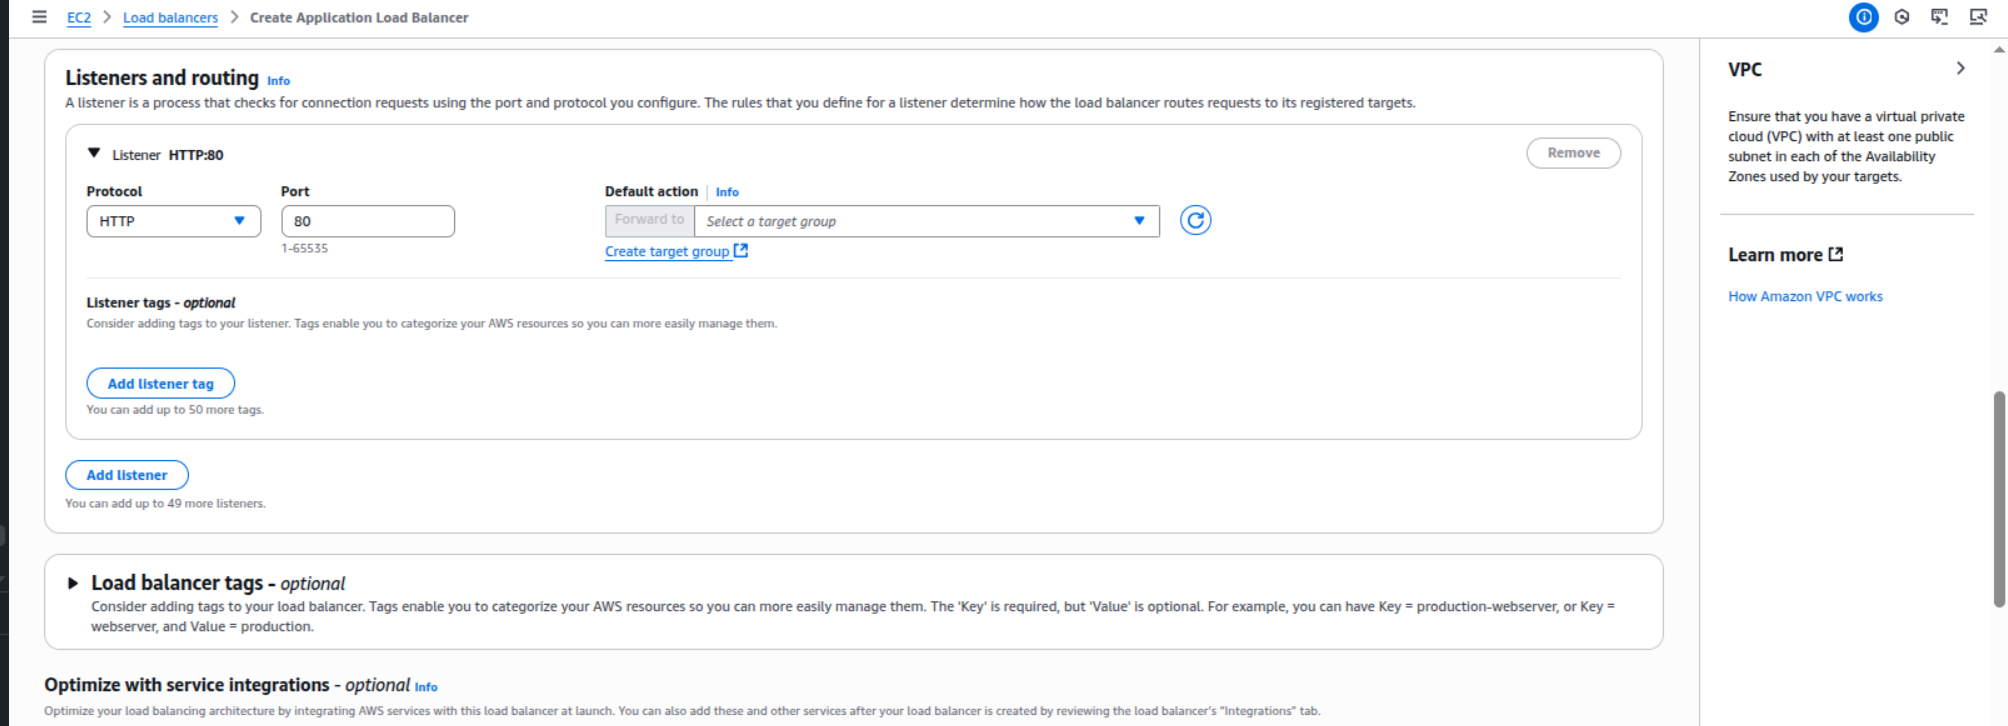 EC2 > Load balancers > Create Application Load Balancer
Listeners and routing Info
A listener is a process that checks for connection requests using the port and protocol you configure. The rules that you define for a listener determine how the load balancer routes requests to its registered targets.
Listener HTTP:80
Remove
Protocol
HTTP
Port
80
1-65535
Default action | Info
Forward to Select a target group
Create target group
Listener tags - optional
Consider adding tags to your listener. Tags enable you to categorize your AWS resources so you can more easily manage them.
Add listener tag
You can add up to 50 more tags.
Add listener
You can add up to 49 more listeners.
Load balancer tags - optional
Consider adding tags to your load balancer. Tags enable you to categorize your AWS resources so you can more easily manage them. The 'Key' is required, but 'Value' is optional. For example, you can have Key = production-webserver, or Key =
webserver, and Value = production.
Optimize with service integrations - optional Info
Optimize your load balancing architecture by integrating AWS services with this load balancer at launch. You can also add these and other services after your load balancer is created by reviewing the load balancer's "Integrations" tab.
VPC
Ensure that you have a virtual private
cloud (VPC) with at least one public
subnet in each of the Availability
Zones used by your targets.
Learn more
How Amazon VPC works